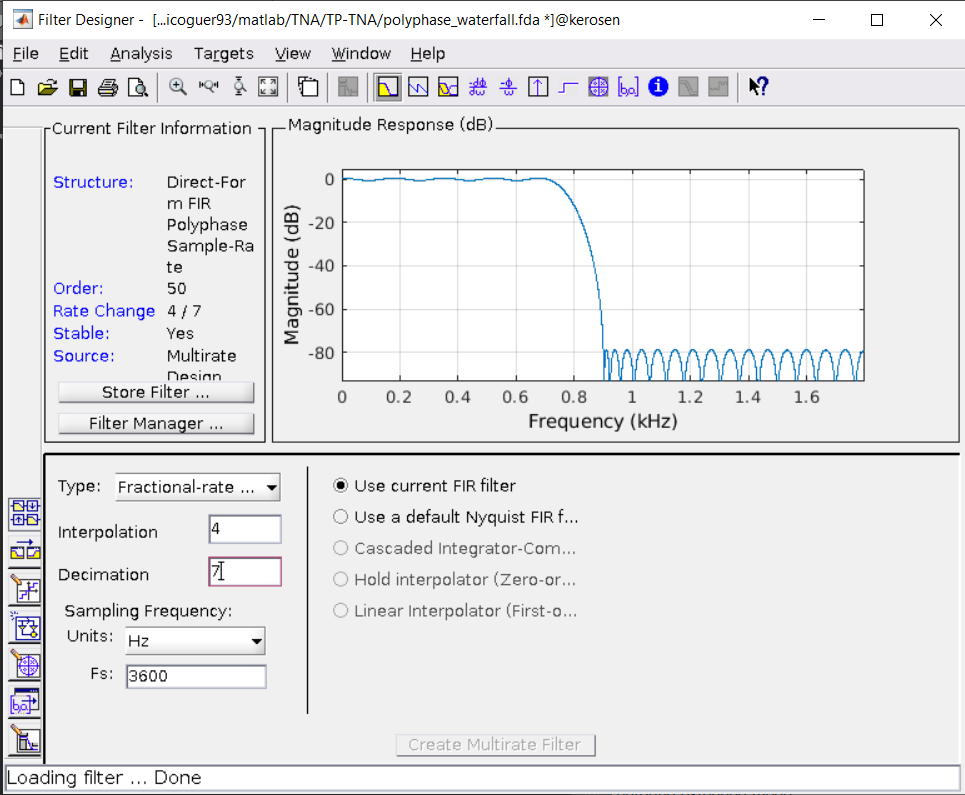 Filter Designer - [...icoguer93/matlab/TNA/TP-TNA/polyphase_waterfall.fda *]@kerosen
File Edit Analysis Targets View Window Help
Current Filter Information
Structure: Direct-For
m FIR
Polyphase
Sample-Ra
te
Order: 50
Rate Change 4 / 7
Stable: Yes
Source: Multirate
Design
Store Filter ...
Filter Manager ...
Magnitude Response (dB)
Magnitude (dB)
0
-20
-40
-60
-80
0 0.2 0.4 0.6 0.8 1 1.2 1.4 1.6
Frequency (kHz)
Type: Fractional-rate ...
Interpolation 4
Decimation 7
Sampling Frequency:
Units: Hz
Fs: 3600
Use current FIR filter
Use a default Nyquist FIR f...
Cascaded Integrator-Com...
Hold interpolator (Zero-or...
Linear Interpolator (First-o...
Create Multirate Filter
Loading filter ... Done